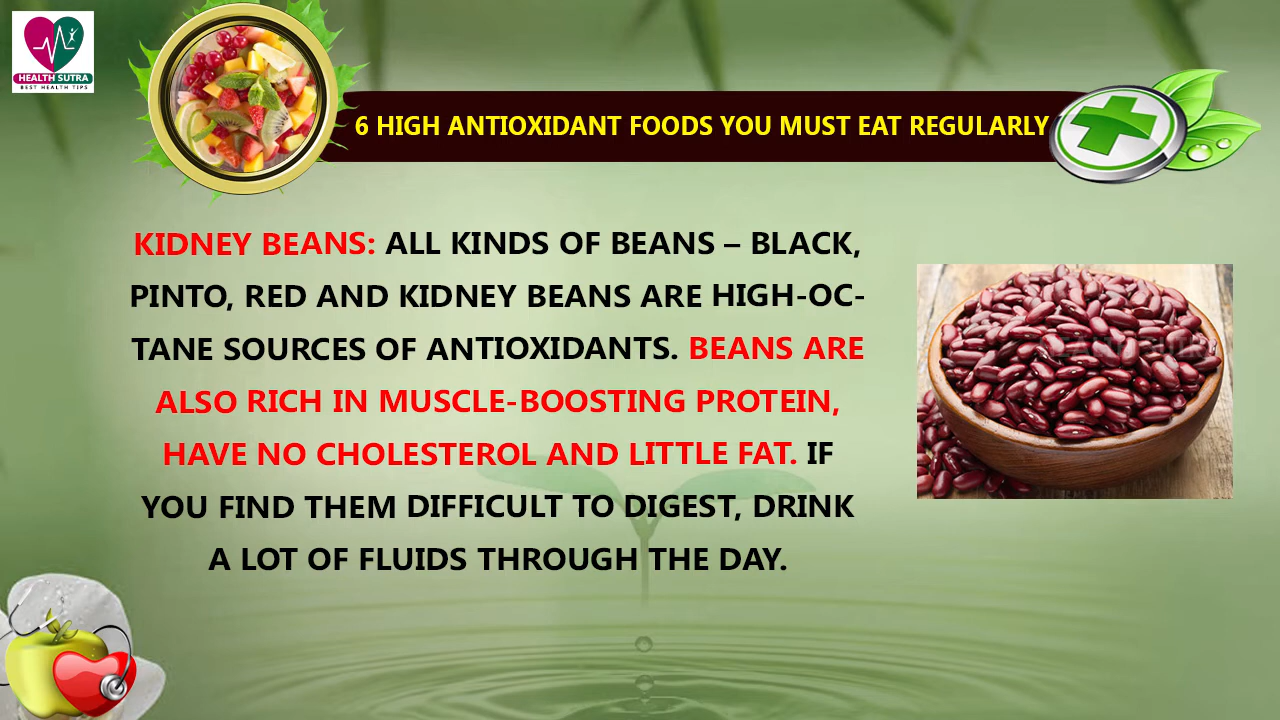 HEALTH SUTRA
BEST HEALTH TIPS
6 HIGH ANTIOXIDANT FOODS YOU MUST EAT REGULARLY
KIDNEY BEANS: ALL KINDS OF BEANS – BLACK,
PINTO, RED AND KIDNEY BEANS ARE HIGH-OC-
TANE SOURCES OF ANTIOXIDANTS. BEANS ARE
ALSO RICH IN MUSCLE-BOOSTING PROTEIN,
HAVE NO CHOLESTEROL AND LITTLE FAT. IF
YOU FIND THEM DIFFICULT TO DIGEST, DRINK
A LOT OF FLUIDS THROUGH THE DAY.